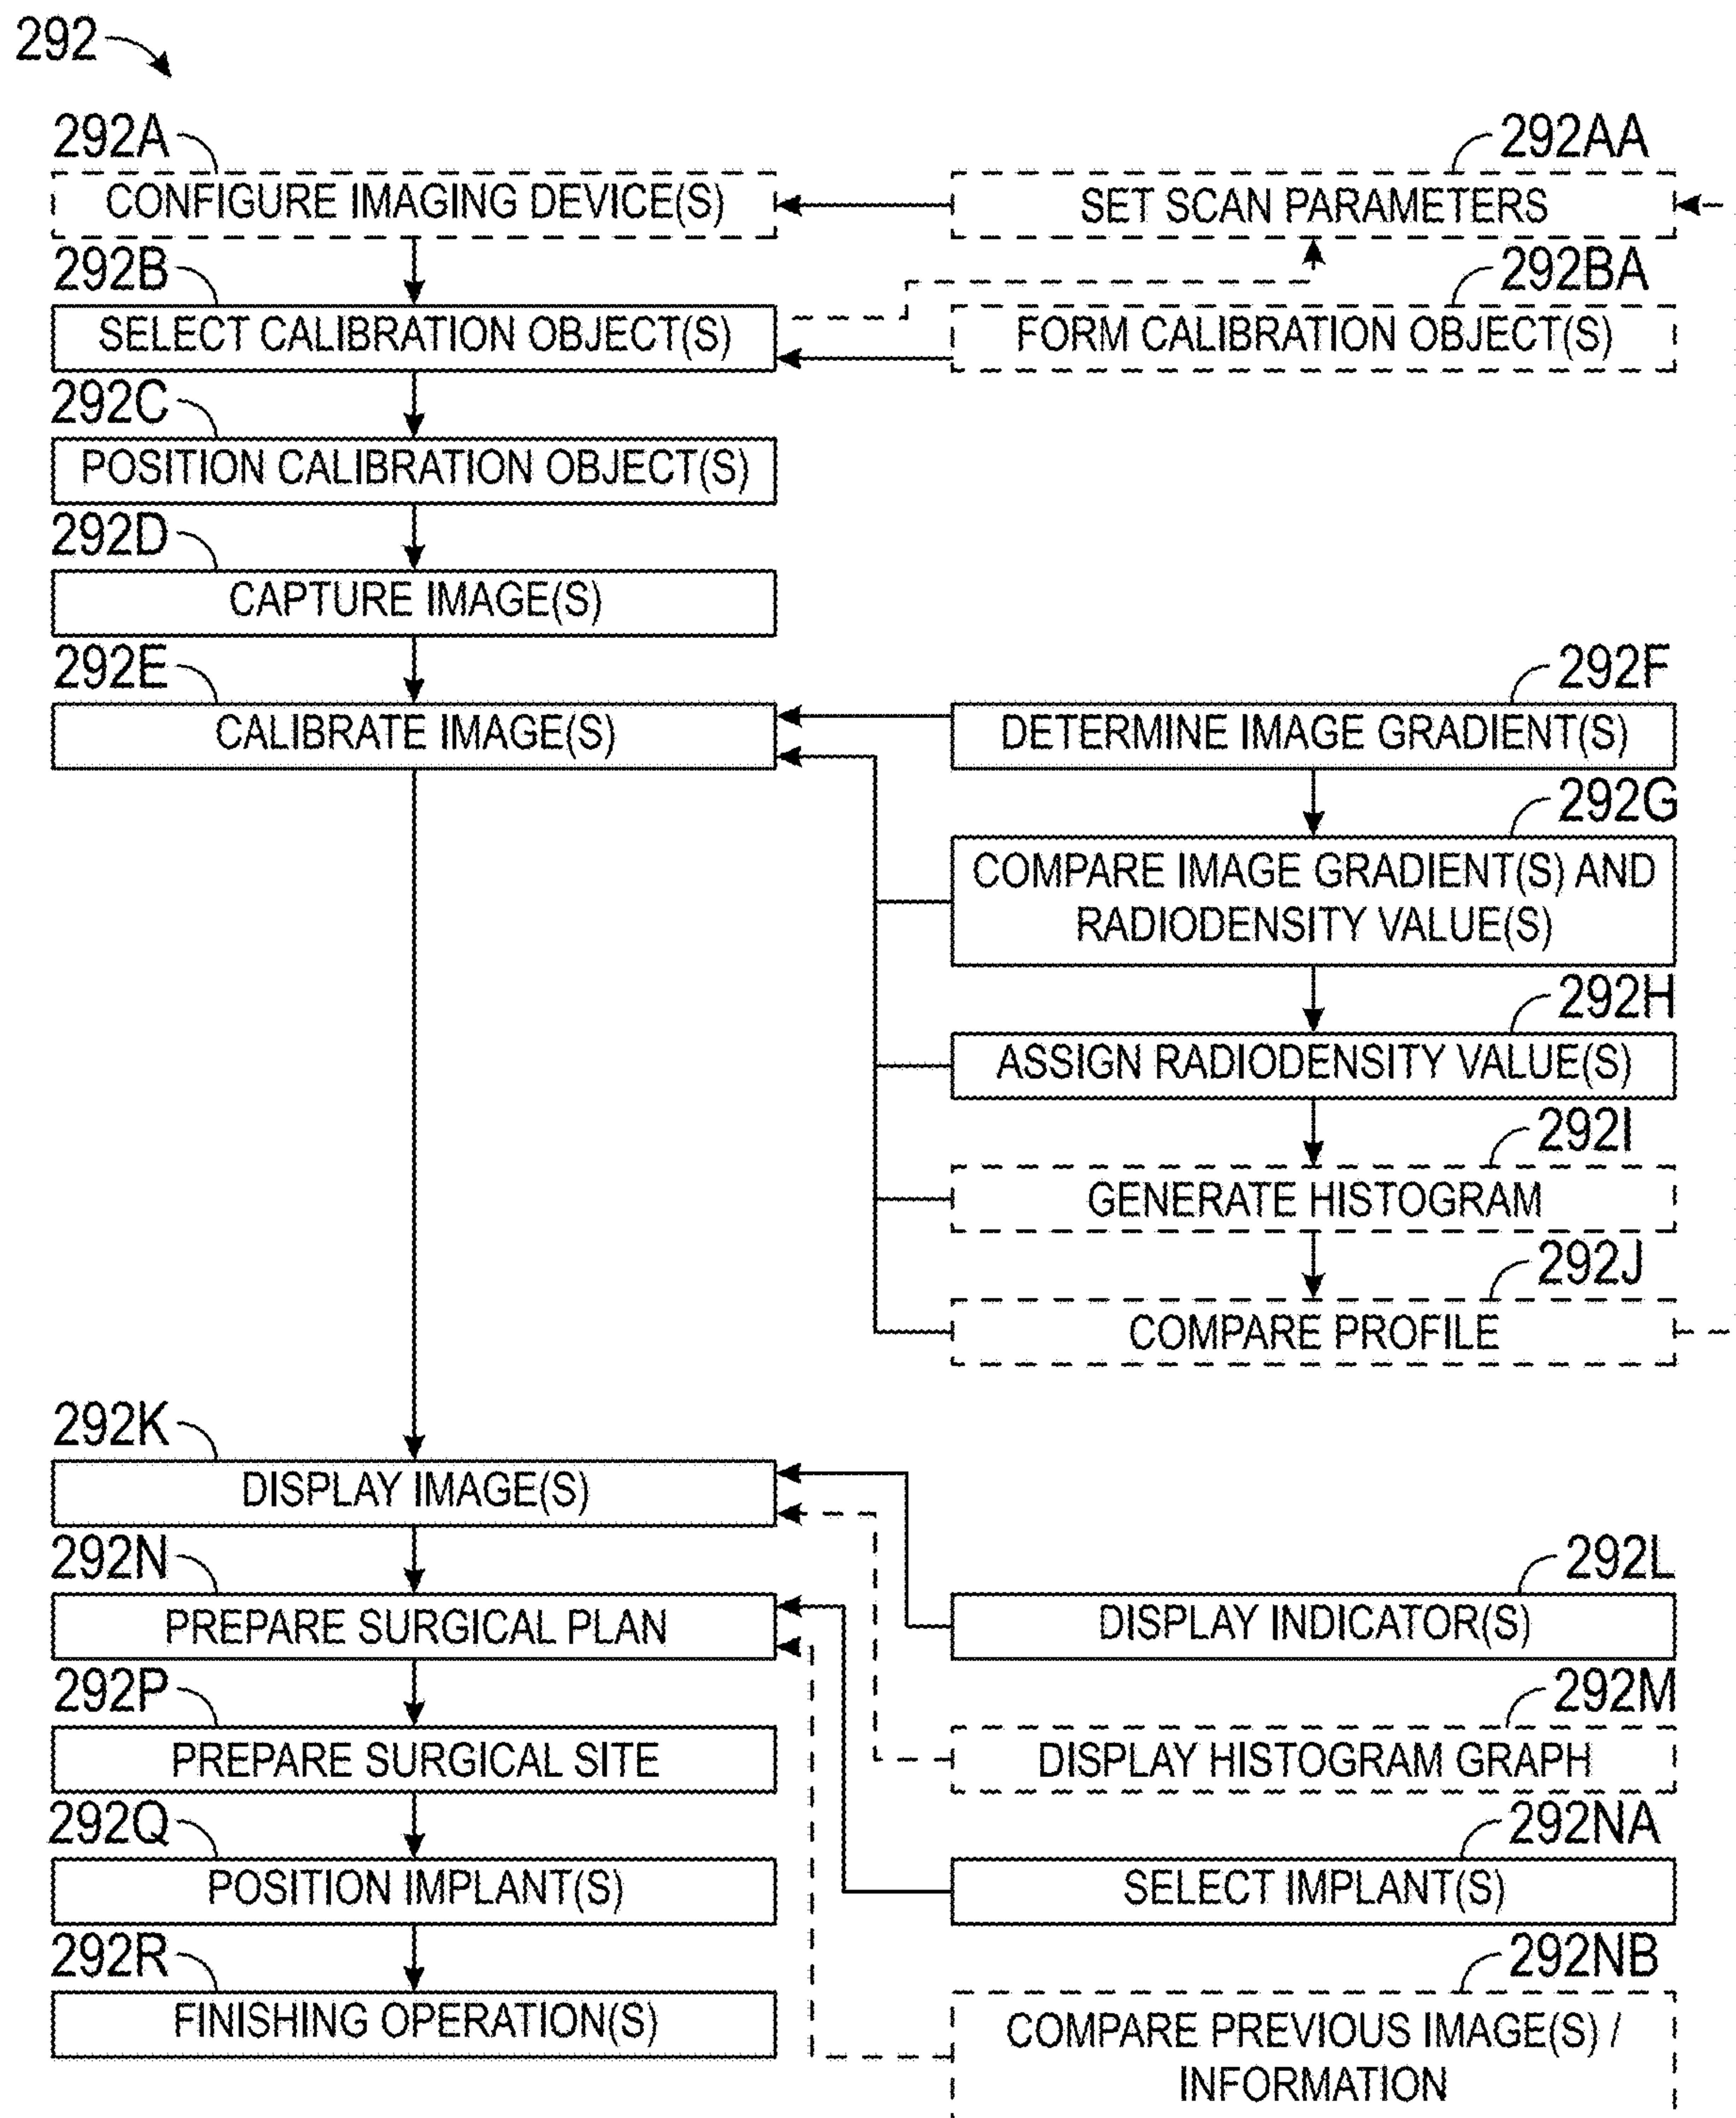 292
292A
CONFIGURE IMAGING DEVICE(S)
292AA
SET SCAN PARAMETERS
292B
SELECT CALIBRATION OBJECT(S)
292BA
FORM CALIBRATION OBJECT(S)
292C
POSITION CALIBRATION OBJECT(S)
292D
CAPTURE IMAGE(S)
292E
CALIBRATE IMAGE(S)
292F
DETERMINE IMAGE GRADIENT(S)
292G
COMPARE IMAGE GRADIENT(S) AND
RADIODENSITY VALUE(S)
292H
ASSIGN RADIODENSITY VALUE(S)
292I
GENERATE HISTOGRAM
292J
COMPARE PROFILE
292K
DISPLAY IMAGE(S)
292N
PREPARE SURGICAL PLAN
292L
DISPLAY INDICATOR(S)
292P
PREPARE SURGICAL SITE
292M
DISPLAY HISTOGRAM GRAPH
292Q
POSITION IMPLANT(S)
292NA
SELECT IMPLANT(S)
292R
FINISHING OPERATION(S)
292NB
COMPARE PREVIOUS IMAGE(S) /
INFORMATION